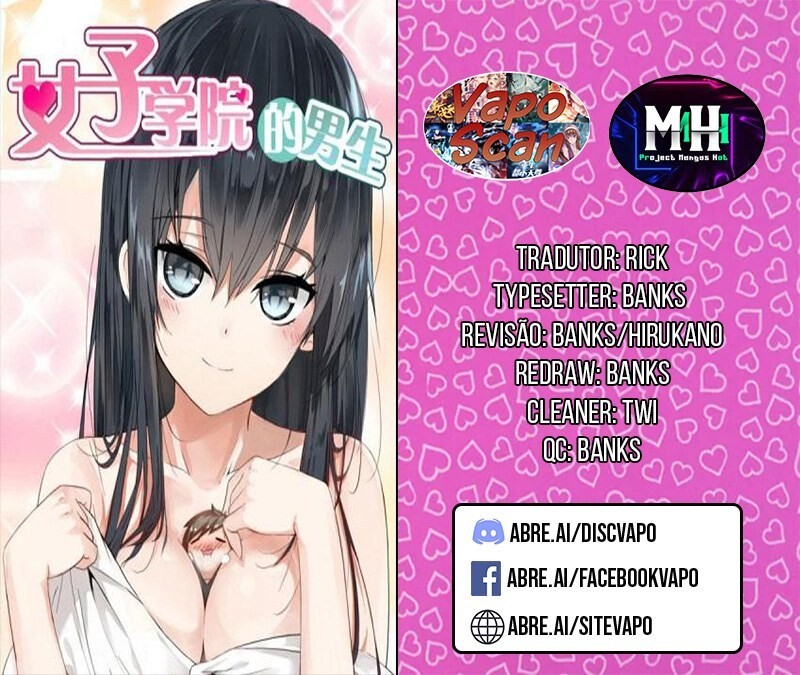 女子学院的男生
Vapo
Scan
MH
Project Mangas Hot
TRADUTOR: RICK
TYPESETTER: BANKS
REVISÃO: BANKS/HIRUKANO
REDRAW: BANKS
CLEANER: TWI
QC: BANKS
ABRE.AI/DISCVAPO
ABRE.AI/FACEBOOKVAPO
ABRE.AI/SITEVAPO